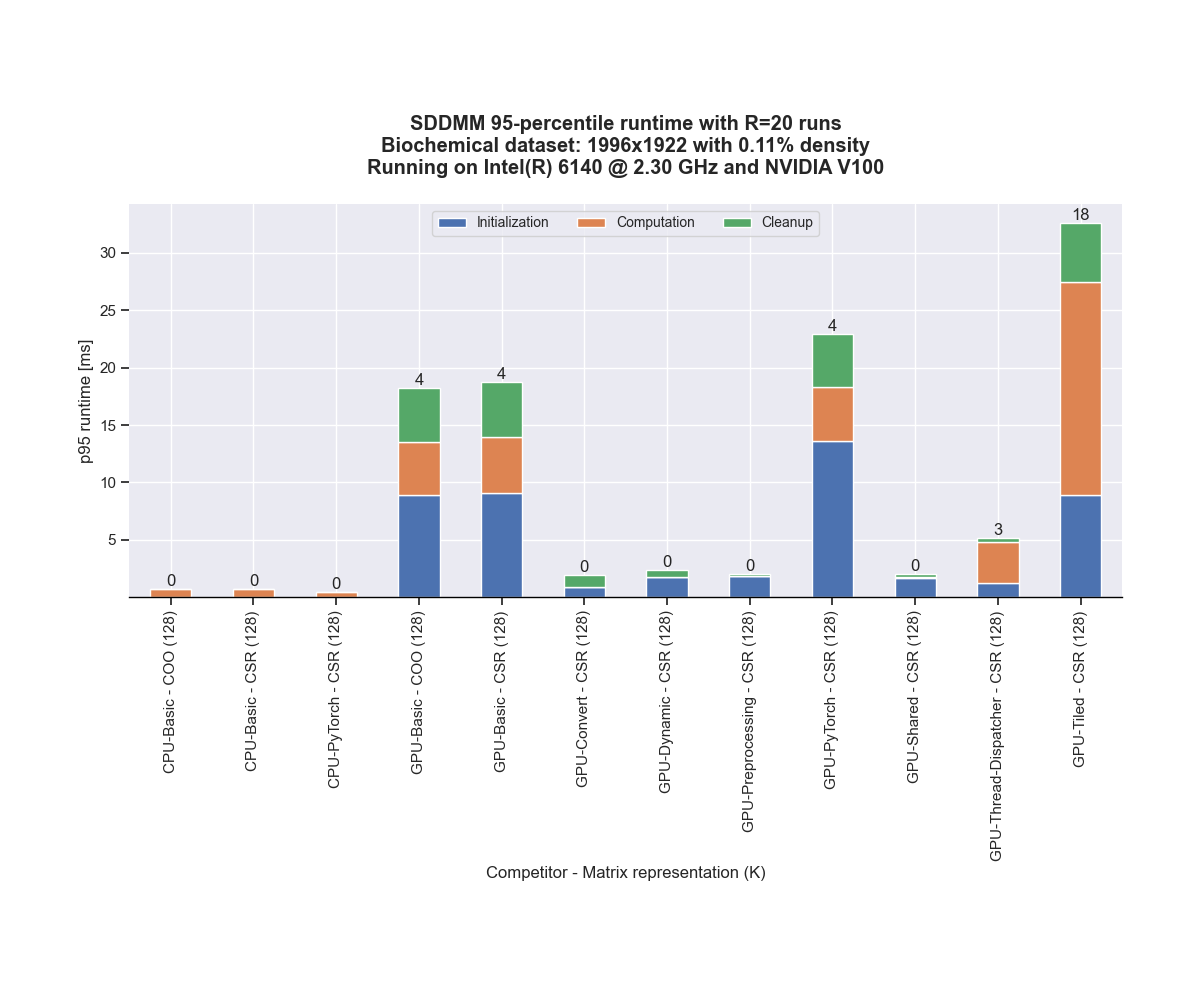 SDDMM 95-percentile runtime with R=20 runs
Biochemical dataset: 1996x1922 with 0.11% density
Running on Intel(R) 6140 @ 2.30 GHz and NVIDIA V100
Initialization Computation Cleanup
p95 runtime [ms]
30
25
20
15
10
5
0
0
0
4
4
0
0
0
4
0
3
18
CPU-Basic - COO (128)
CPU-Basic - CSR (128)
CPU-PyTorch - CSR (128)
GPU-Basic - COO (128)
GPU-Basic - CSR (128)
GPU-Convert - CSR (128)
GPU-Dynamic - CSR (128)
GPU-Preprocessing - CSR (128)
GPU-PyTorch - CSR (128)
GPU-Shared - CSR (128)
GPU-Thread-Dispatcher - CSR (128)
GPU-Tiled - CSR (128)
Competitor - Matrix representation (K)